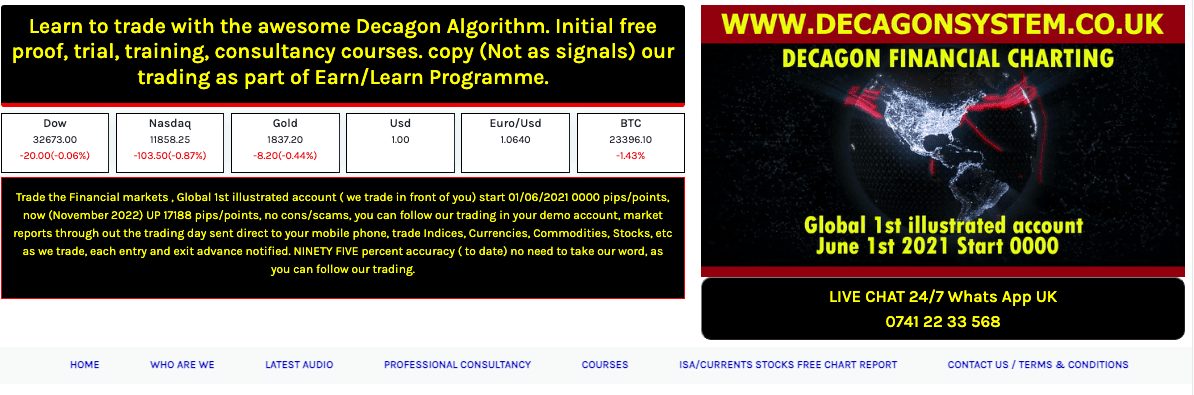 Learn to trade with the awesome Decagon Algorithm. Initial free
proof, trial, training, consultancy courses. copy (Not as signals) our
trading as part of Earn/Learn Programme.
Dow
32673.00
-20.00(-0.06%)
Nasdaq
11858.25
-103.50(-0.87%)
Gold
1837.20
-8.20(-0.44%)
Usd
1.00
Euro/Usd
1.0640
BTC
23396.10
-1.43%
Trade the Financial markets , Global 1st illustrated account ( we trade in front of you) start 01/06/2021 0000 pips/points,
now (November 2022) UP 17188 pips/points, no cons/scams, you can follow our trading in your demo account, market
reports through out the trading day sent direct to your mobile phone, trade Indices, Currencies, Commodities, Stocks, etc
as we trade, each entry and exit advance notified. NINETY FIVE percent accuracy ( to date) no need to take our word, as
you can follow our trading.
WWW.DECAGONSYSTEM.CO.UK
DECAGON FINANCIAL CHARTING
Global 1st illustrated account
June 1st 2021 Start 0000
LIVE CHAT 24/7 Whats App UK
0741 22 33 568
HOME WHO ARE WE LATEST AUDIO PROFESSIONAL CONSULTANCY COURSES ISA/CURRENTS STOCKS FREE CHART REPORT CONTACT US / TERMS & CONDITIONS